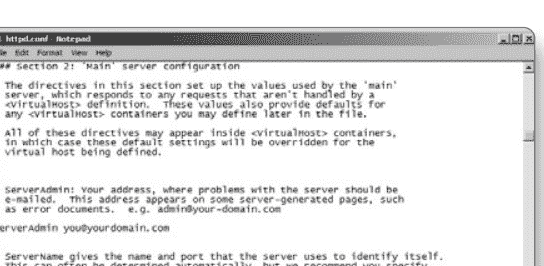 httpd.conf - Notepad
File Edit Format View Help
## Section 2: 'Main' server configuration
The directives in this section set up the values used by the 'main'
server, which responds to any requests that aren't handled by a
<VirtualHost> definition. These values also provide defaults for
any <VirtualHost> containers you may define later in the file.
All of these directives may appear inside <VirtualHost> containers,
in which case these default settings will be overridden for the
virtual host being defined.
ServerAdmin: Your address, where problems with the server should be
e-mailed. This address appears on some server-generated pages, such
as error documents. e.g. admin@your-domain.com
erverAdmin you@yourdomain.com
ServerName gives the name and port that the server uses to identify itself.
This can often be determined automatically, but we recommend you specify